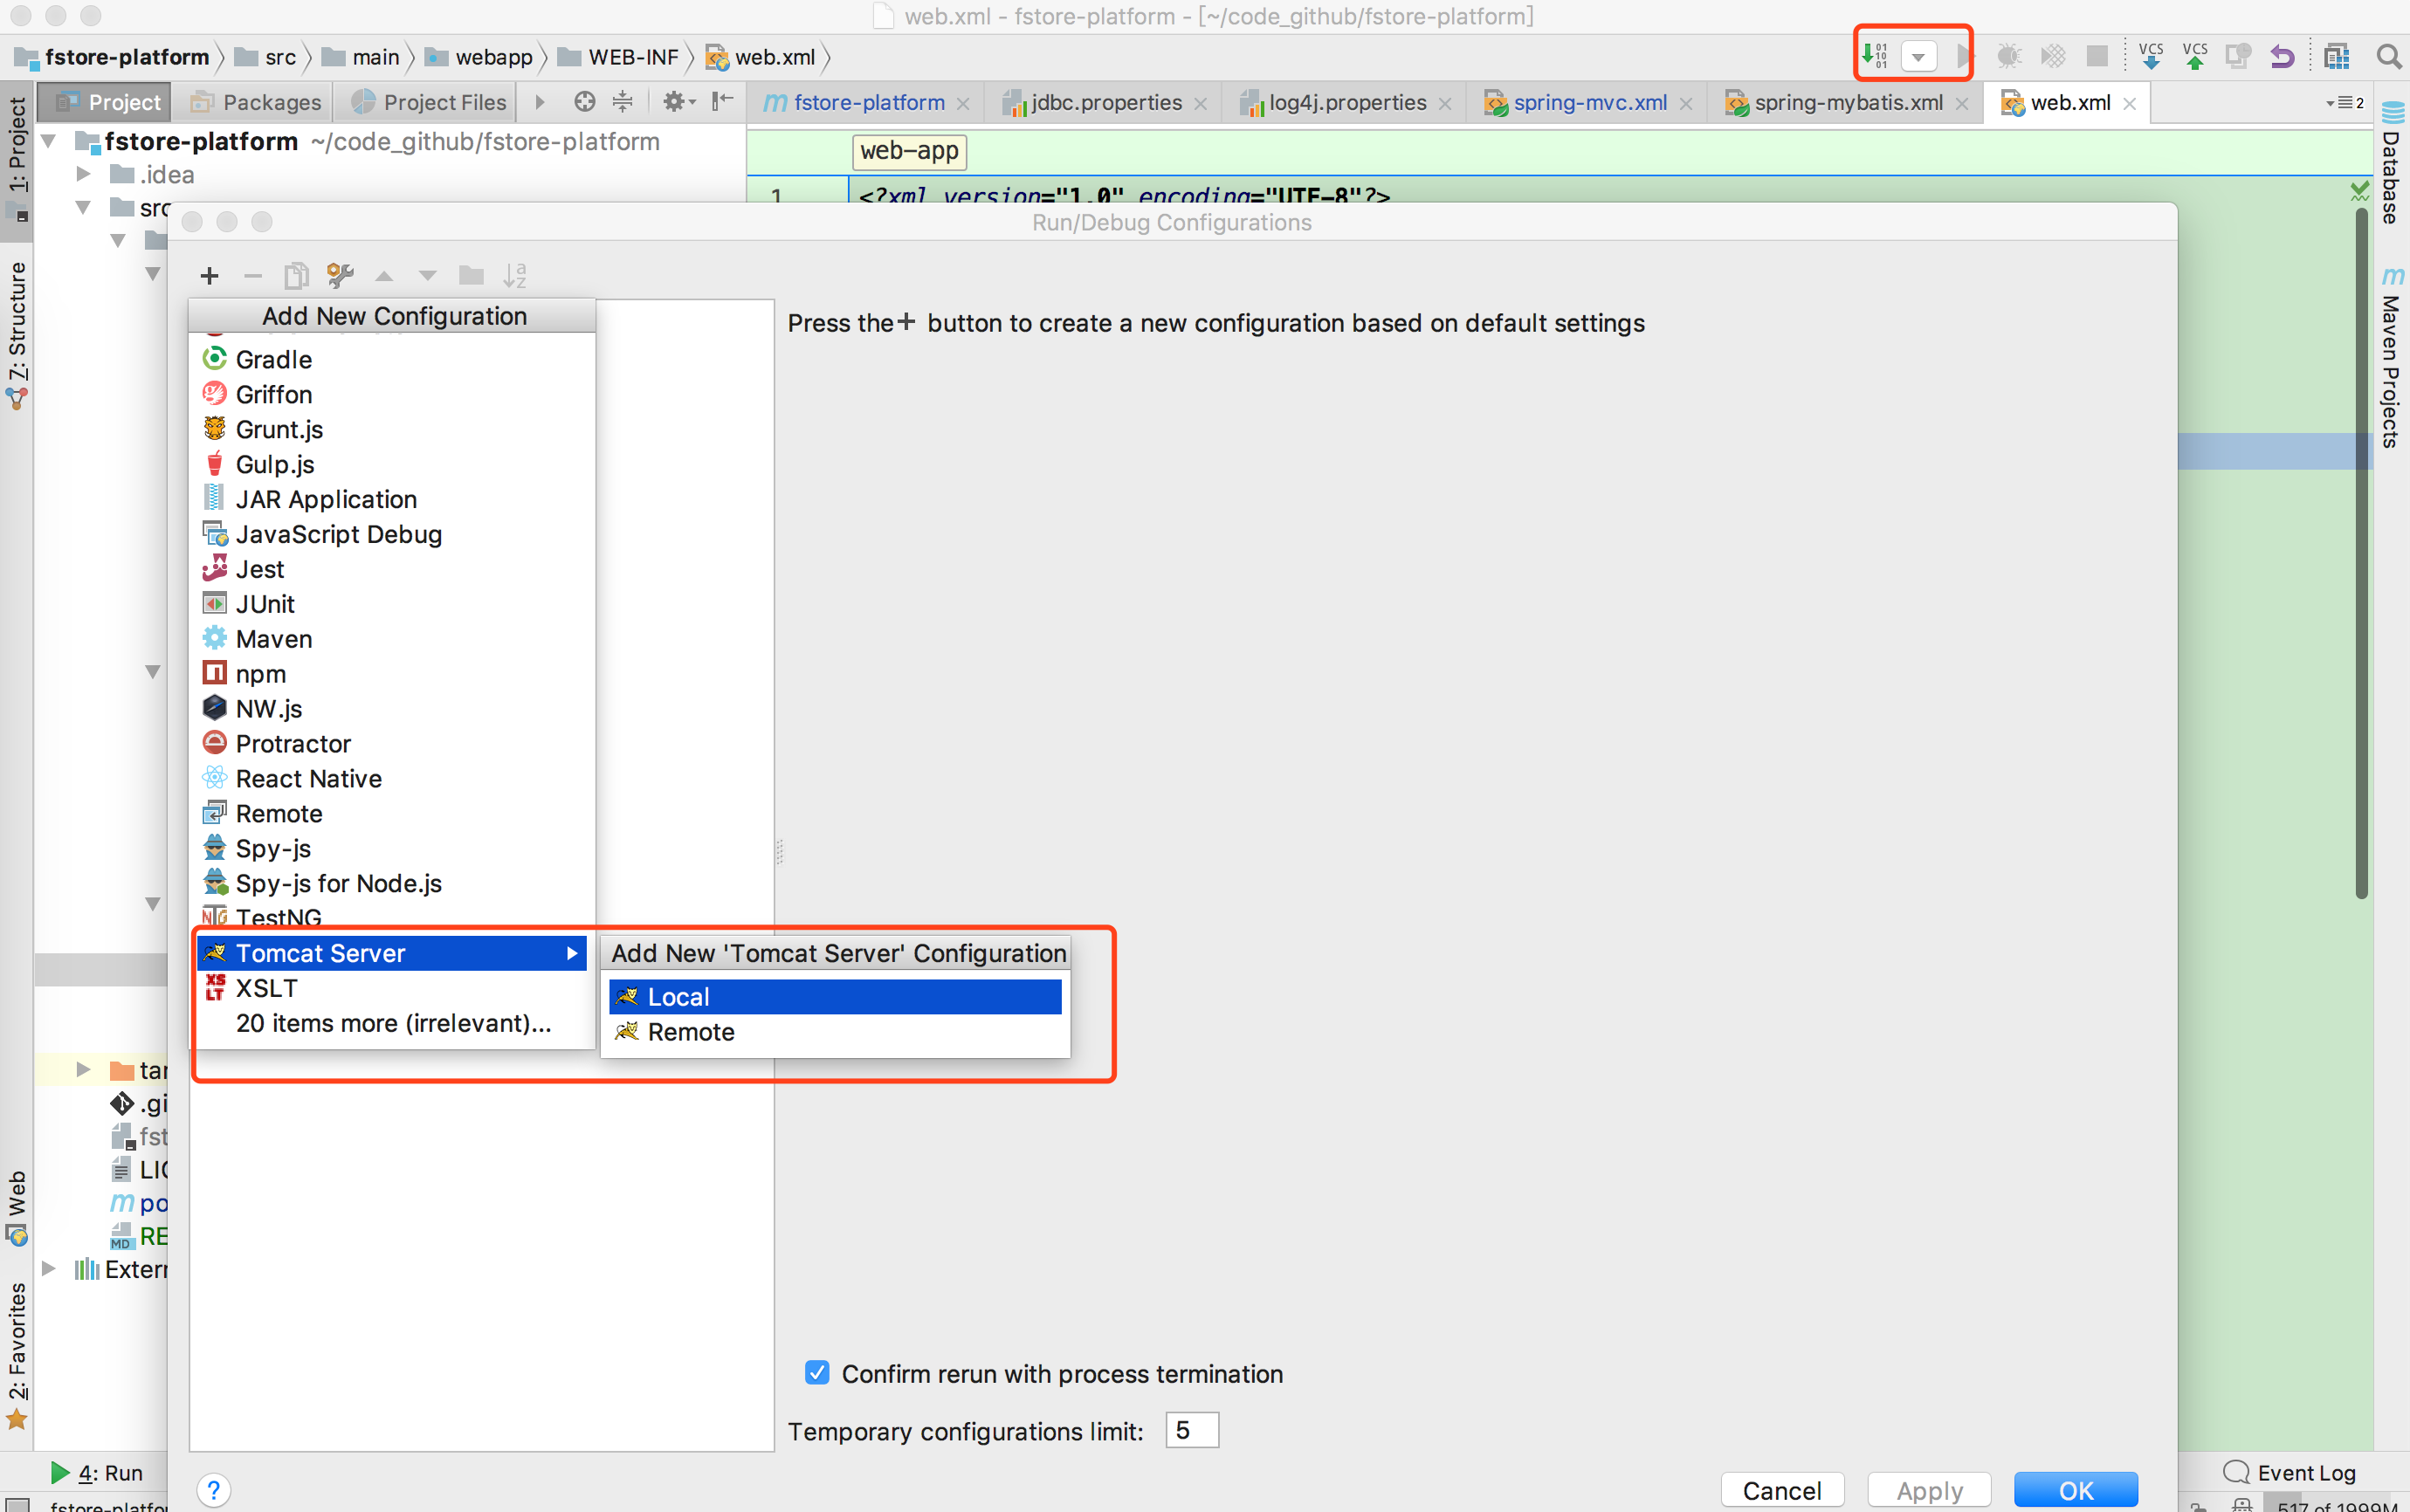 web.xml - fstore-platform - [~/code_github/fstore-platform]
fstore-platform src main webapp WEB-INF web.xml
VCS VCS
Project Packages Project Files
fstore-platform jdbc.properties log4j.properties spring-mvc.xml spring-mybatis.xml web.xml
2
1: Project
7: Structure
Web
2: Favorites
Database
Maven Projects
fstore-platform ~/code_github/fstore-platform
.idea
src
web-app
1 <?xml version="1.0" encoding="UTF-8"?>
Run/Debug Configurations
Add New Configuration
Press the + button to create a new configuration based on default settings
Gradle
Griffon
Grunt.js
Gulp.js
JAR Application
JavaScript Debug
Jest
JUnit
Maven
npm
NW.js
Protractor
React Native
Remote
Spy-js
Spy-js for Node.js
TestNG
Tomcat Server
XSLT
20 items more (irrelevant)...
Add New 'Tomcat Server' Configuration
Local
Remote
tar
.gi
fst
LIC
po
MD RE
Extern
Confirm rerun with process termination
Temporary configurations limit: 5
? Cancel Apply OK
4: Run
Event Log
fstore-platfor
517 of 1999M